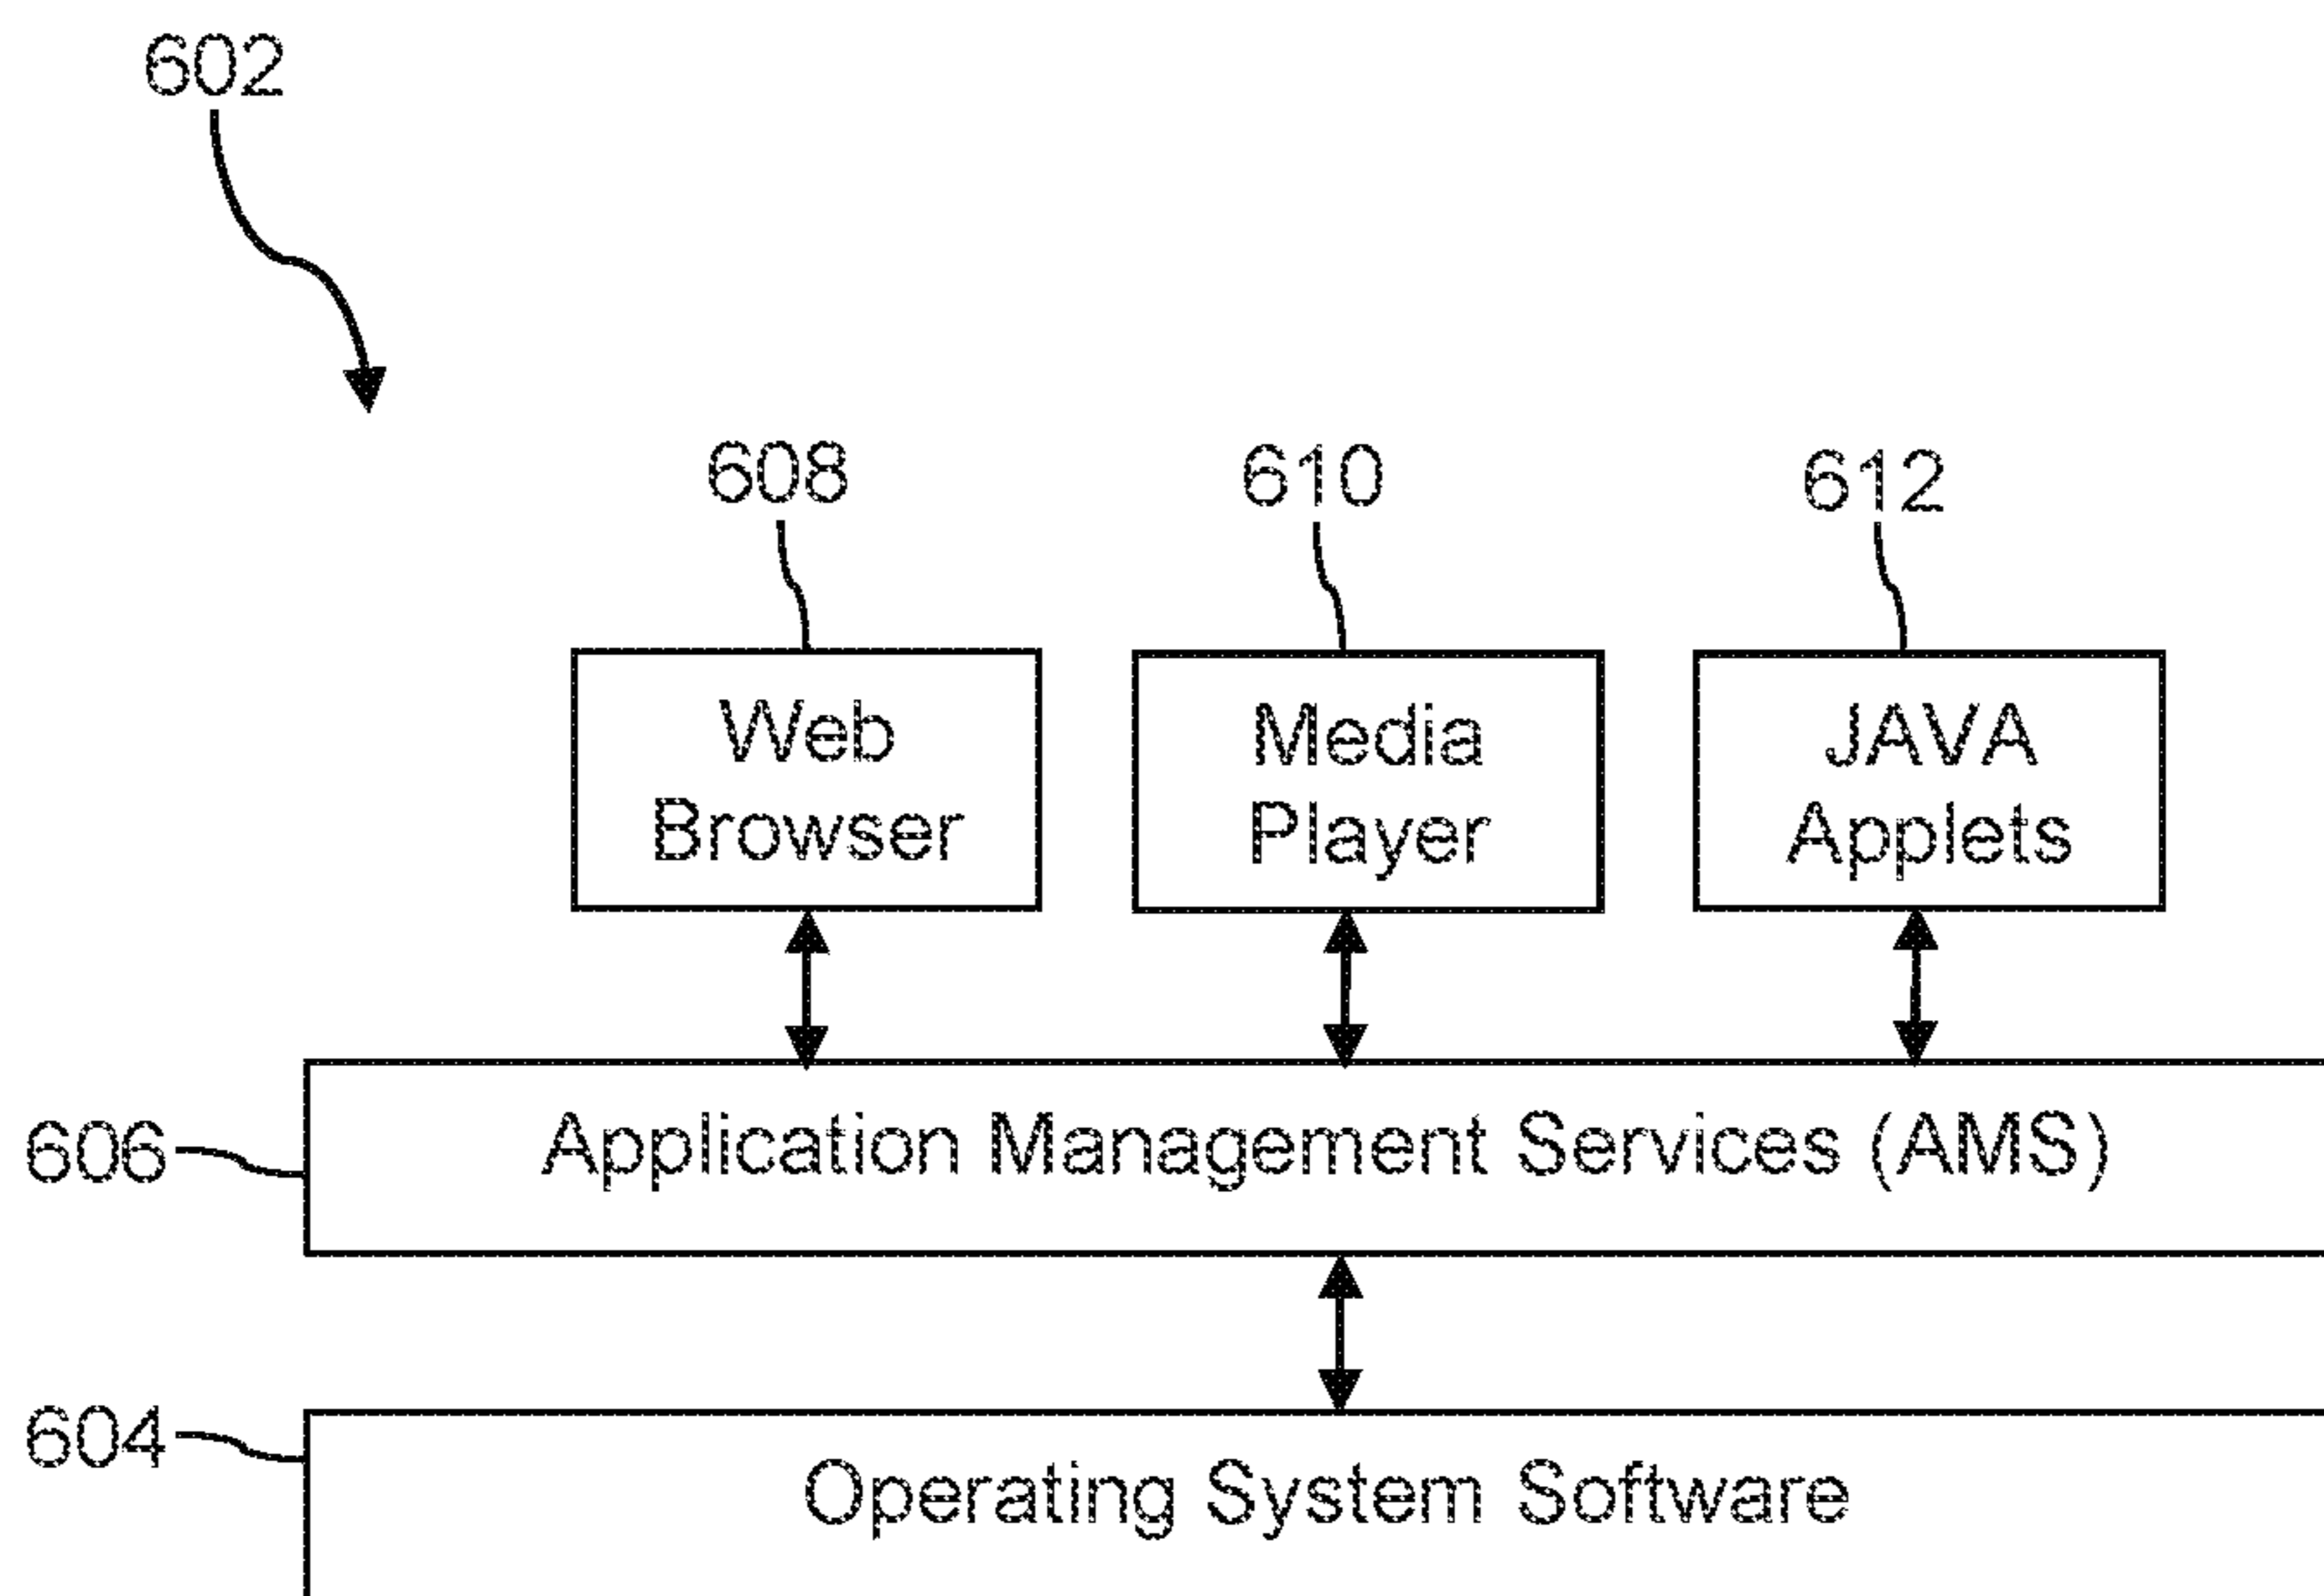 602
608
610
612
Web
Browser
Media
Player
JAVA
Applets
606
Application Management Services (AMS)
604
Operating System Software